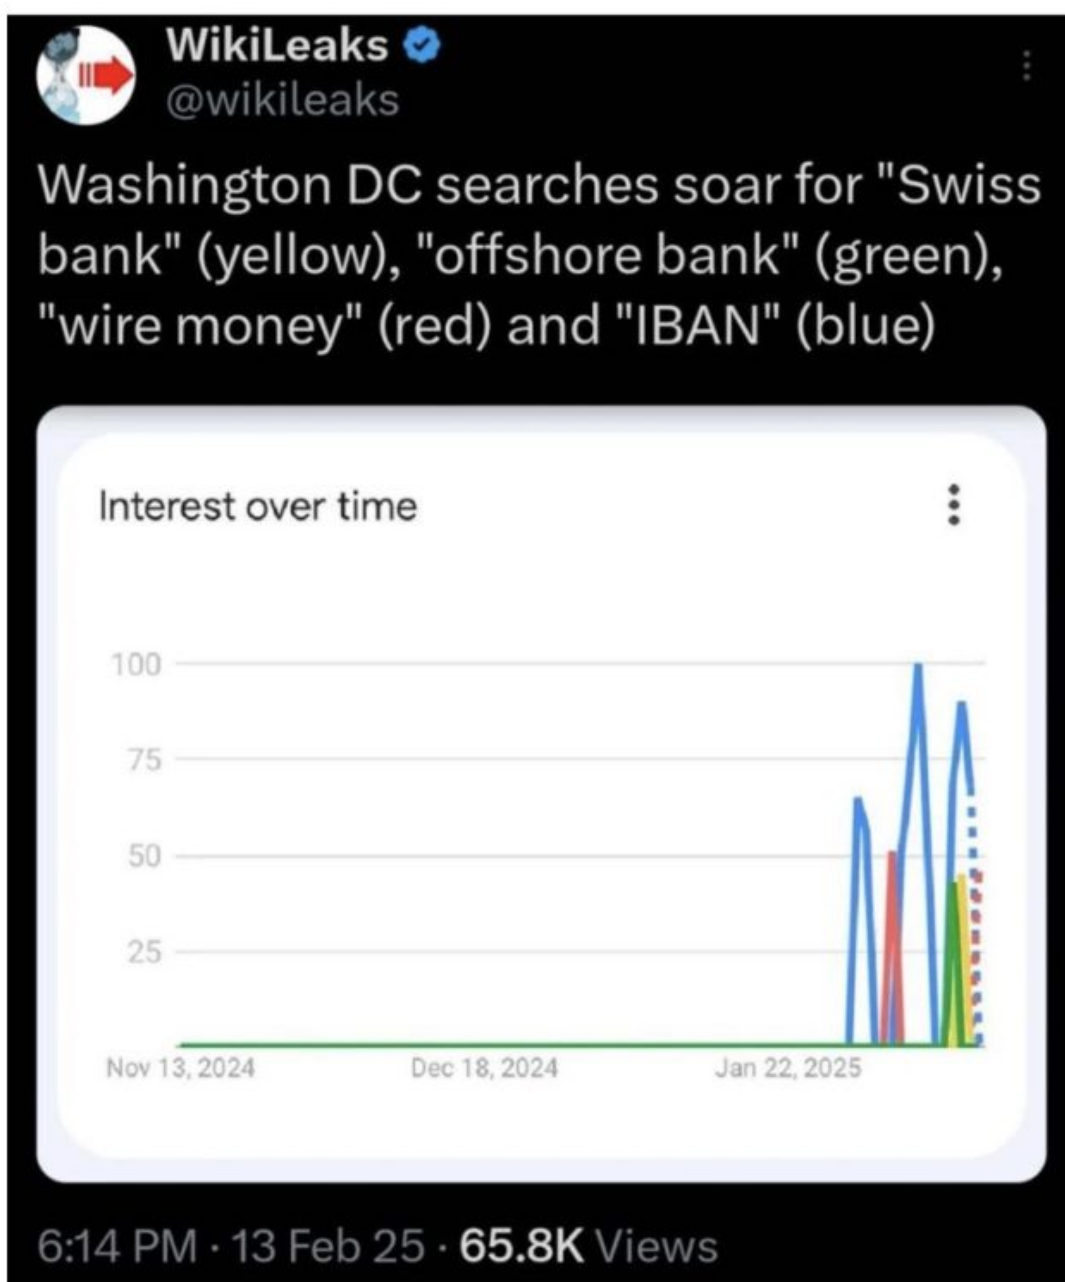 WikiLeaks
@wikileaks
Washington DC searches soar for "Swiss
bank" (yellow), "offshore bank" (green),
"wire money" (red) and "IBAN" (blue)
Interest over time
100
75
50
25
Nov 13, 2024 Dec 18, 2024 Jan 22, 2025
6:14 PM · 13 Feb 25 · 65.8K Views